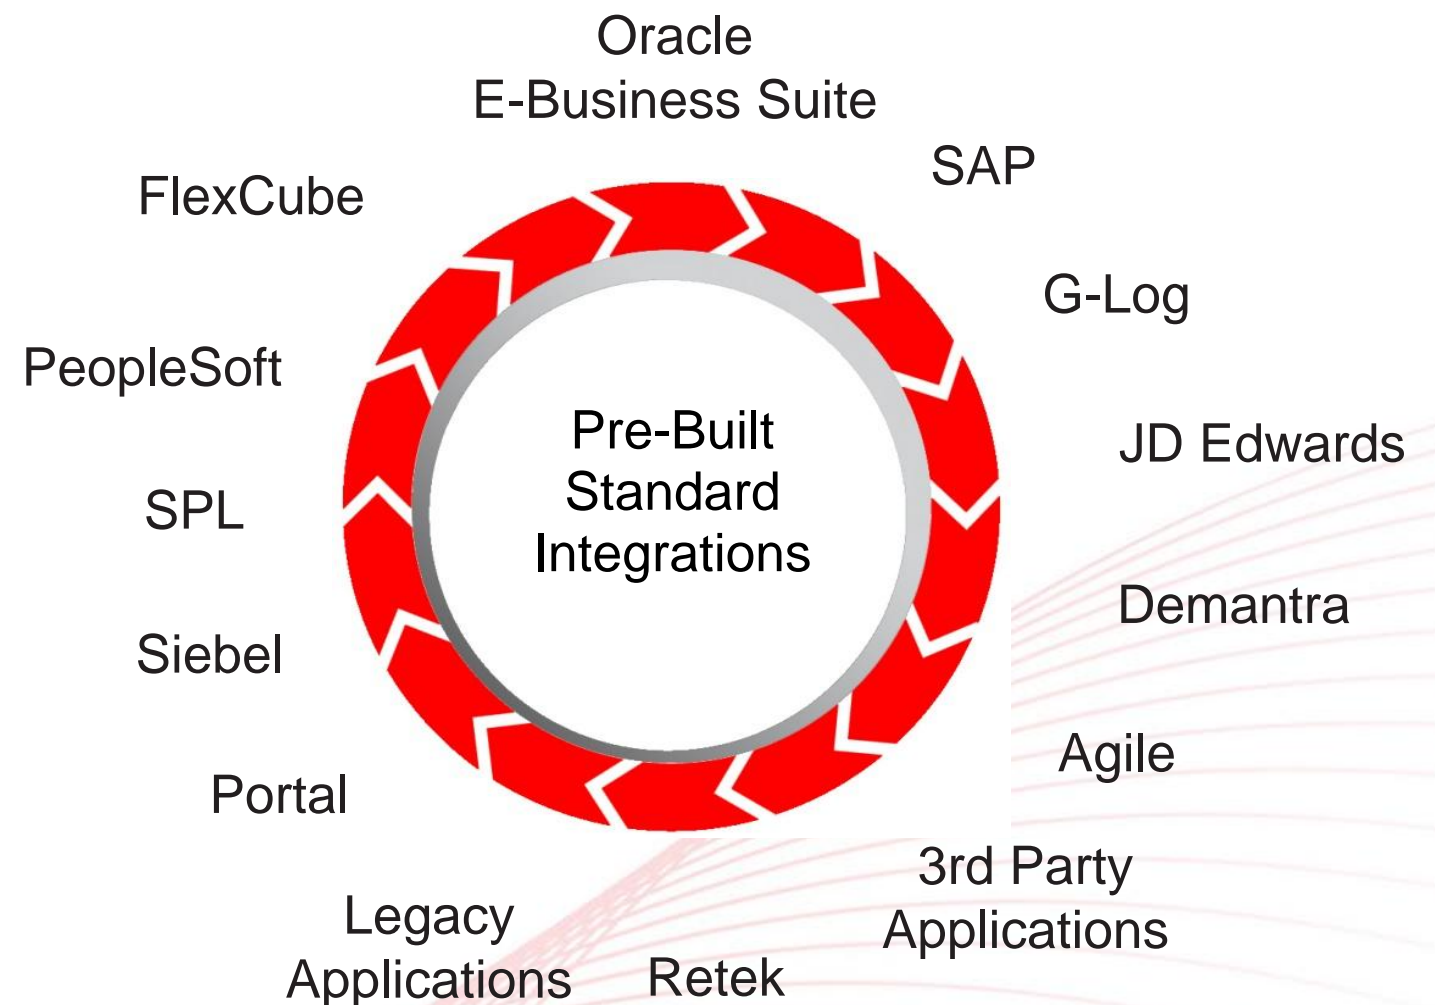 Oracle
E-Business Suite
SAP
FlexCube
G-Log
PeopleSoft
Pre-Built
Standard
Integrations
JD Edwards
SPL
Demantra
Siebel
Agile
Portal
3rd Party
Applications
Legacy
Applications
Retek